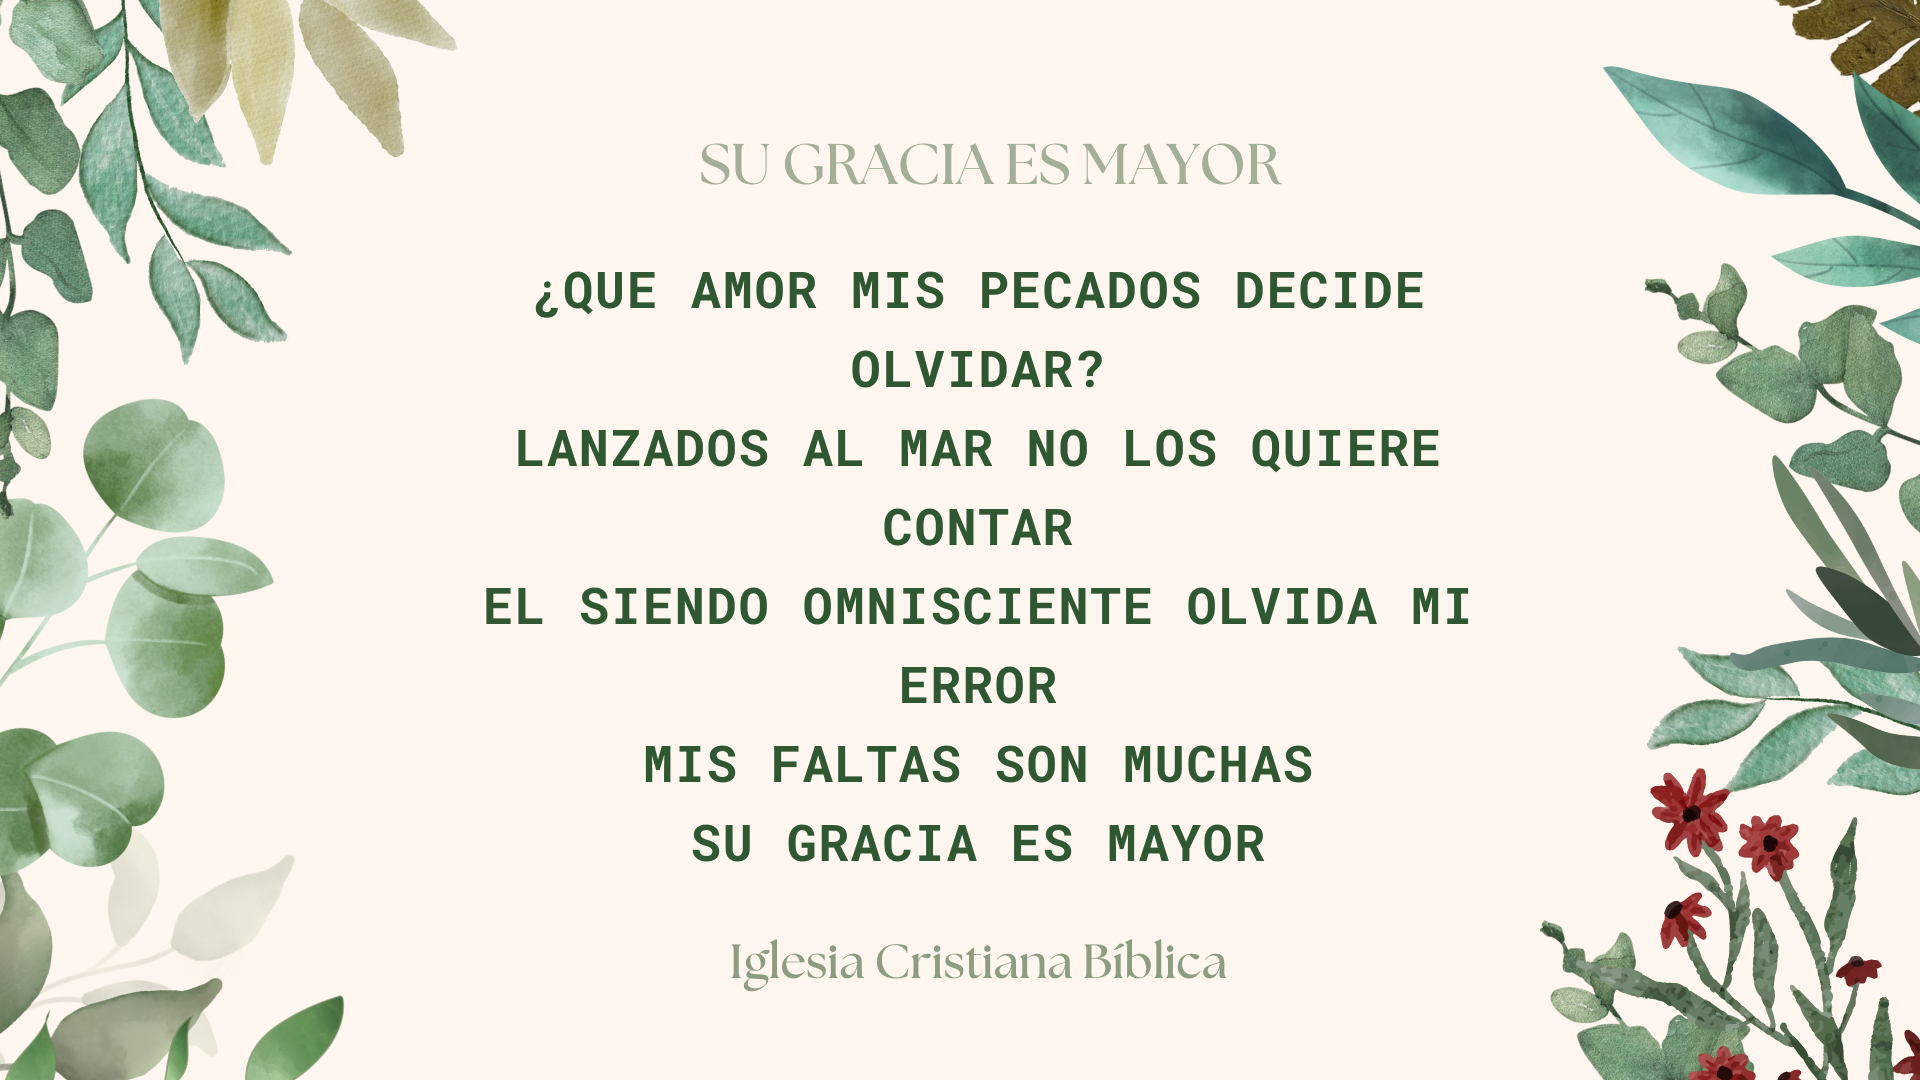 SU GRACIA ES MAYOR
¿QUE AMOR MIS PECADOS DECIDE
OLVIDAR?
LANZADOS AL MAR NO LOS QUIERE
CONTAR
EL SIENDO OMNISCIENTE OLVIDA MI
ERROR
MIS FALTAS SON MUCHAS
SU GRACIA ES MAYOR
Iglesia Cristiana Bíblica